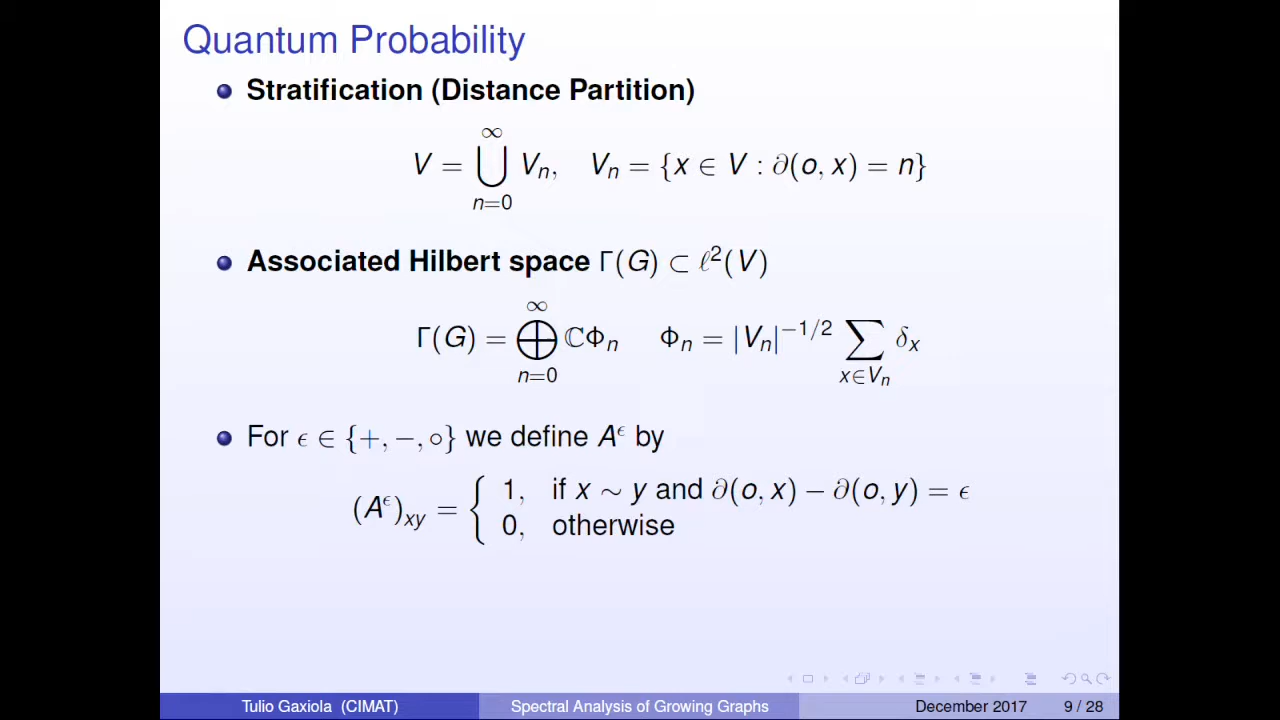 Quantum Probability
Stratification (Distance Partition)
V = ⋃_{n=0}^{∞} V_n,   V_n = {x ∈ V : ∂(o, x) = n}
Associated Hilbert space Γ(G) ⊂ ℓ²(V)
Γ(G) = ⨁_{n=0}^{∞} ℂΦ_n   Φ_n = |V_n|^{−1/2} ∑_{x∈V_n} δ_x
For ϵ ∈ {+, −, ∘} we define A^ϵ by
(A^ϵ)_{xy} = { 1, if x ∼ y and ∂(o, x) − ∂(o, y) = ϵ
0, otherwise
Tulio Gaxiola (CIMAT) Spectral Analysis of Growing Graphs December 2017 9 / 28